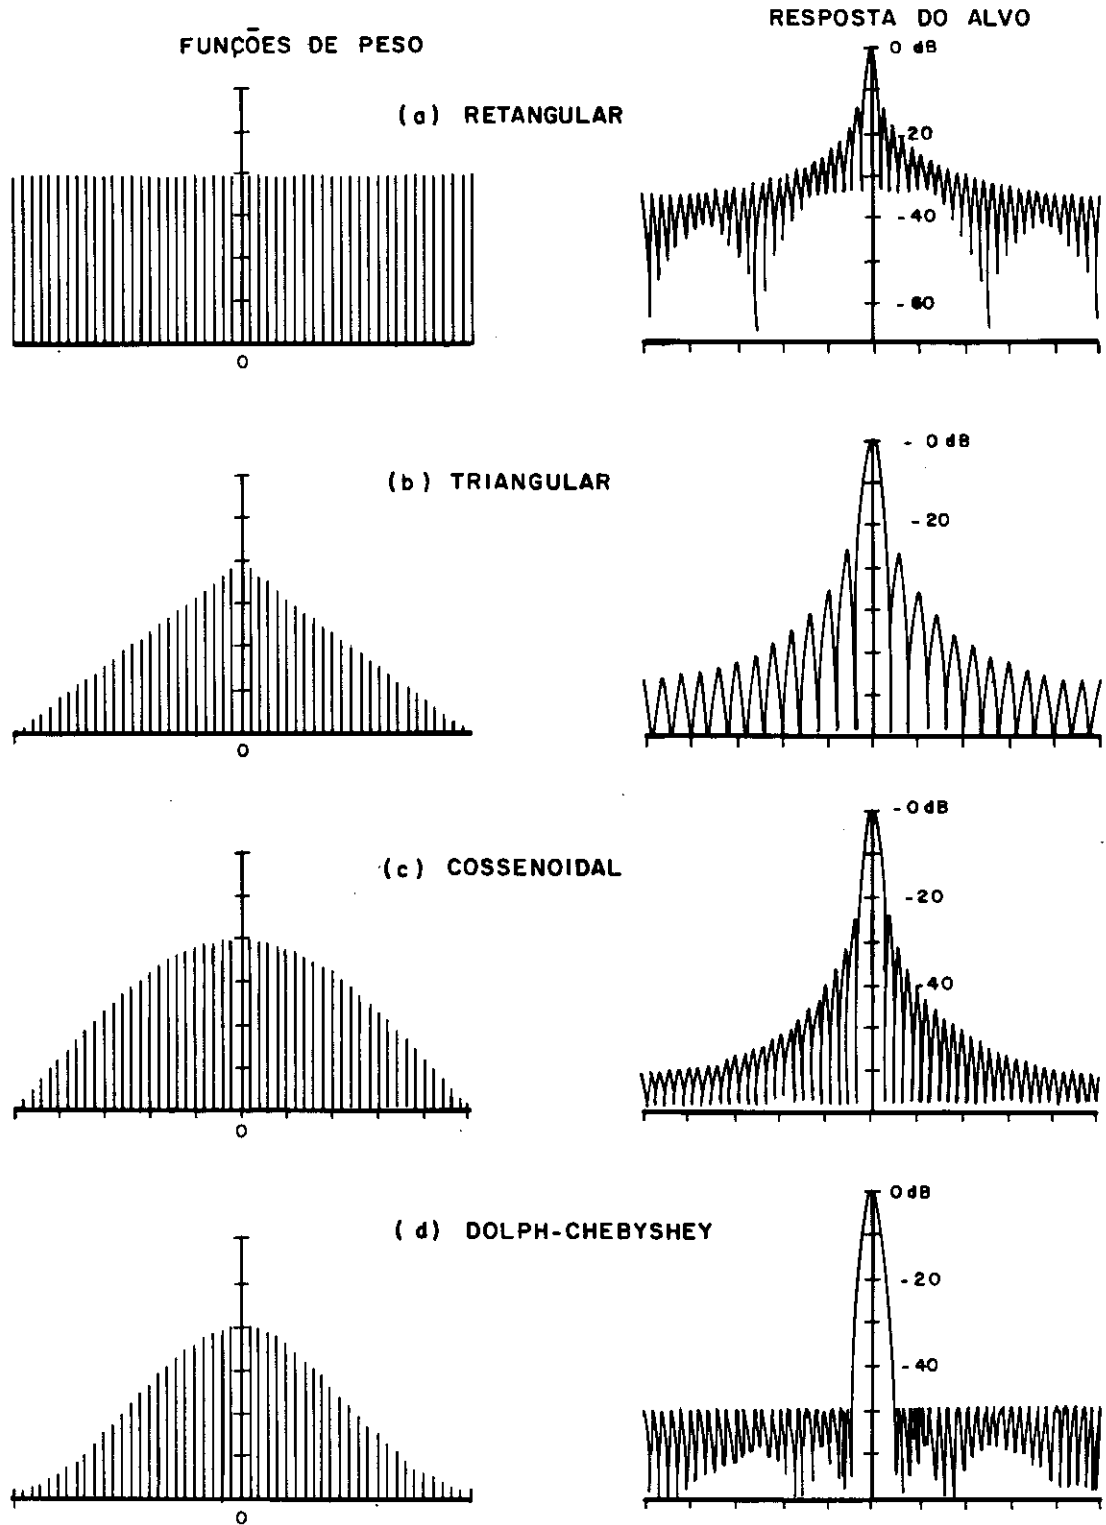 FUNÇÕES DE PESO
RESPOSTA DO ALVO
(a) RETANGULAR
0
0 dB
-20
-40
-60
(b) TRIANGULAR
0
- 0 dB
-20
(c) COSSENOIDAL
0
-0 dB
-20
-40
(d) DOLPH-CHEBYSHEY
0
0 dB
-20
-40